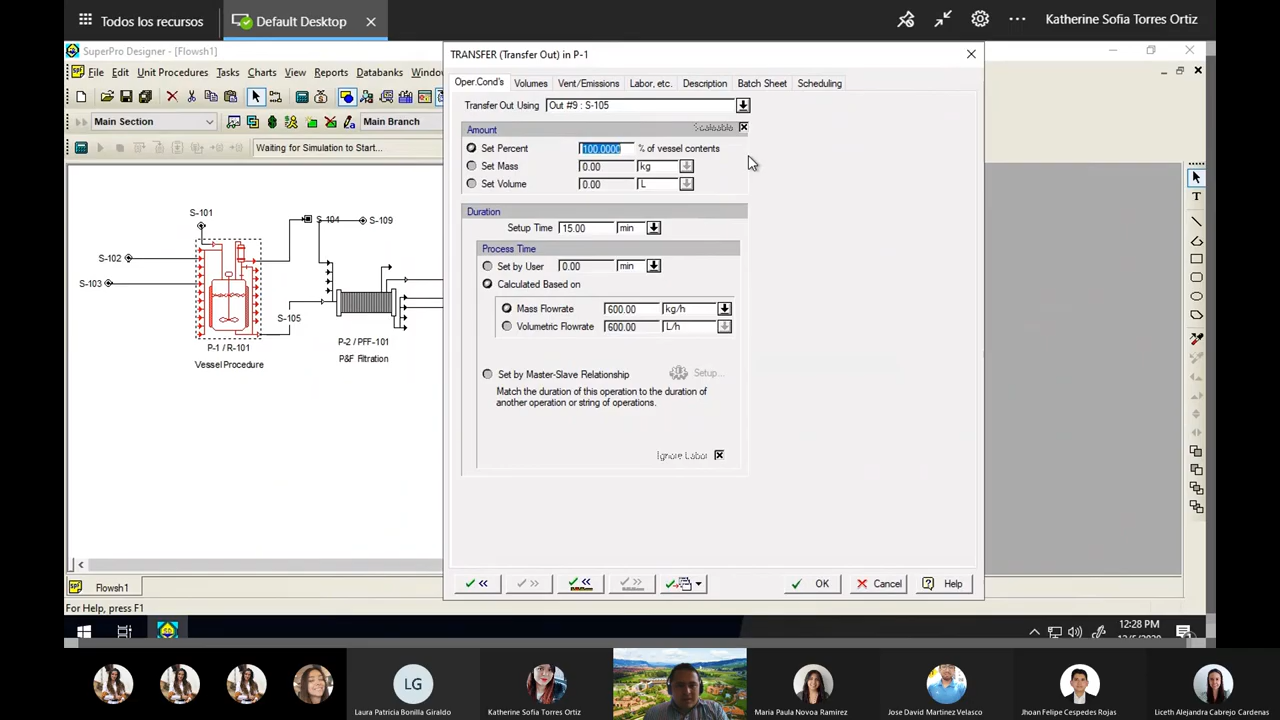 Todos los recursos
Default Desktop
Katherine Sofia Torres Ortiz
SuperPro Designer - [Flowsh1]
File Edit Unit Procedures Tasks Charts View Reports Databanks Window
Main Section
Main Branch
Waiting for Simulation to Start...
S-101
S-102
S-103
S-104
S-109
S-105
P-1 / R-101
Vessel Procedure
P-2 / PFF-101
P&F Filtration
TRANSFER (Transfer Out) in P-1
Oper.Cond's Volumes Vent/Emissions Labor, etc. Description Batch Sheet Scheduling
Transfer Out Using Out #9 : S-105
Amount Scaleable
Set Percent 100.0000 % of vessel contents
Set Mass 0.00 kg
Set Volume 0.00 L
Duration
Setup Time 15.00 min
Process Time
Set by User 0.00 min
Calculated Based on
Mass Flowrate 600.00 kg/h
Volumetric Flowrate 600.00 L/h
Set by Master-Slave Relationship Setup...
Match the duration of this operation to the duration of
another operation or string of operations.
Ignore Labor
OK Cancel Help
Flowsh1
For Help, press F1
12:28 PM
LG
Laura Patricia Bonilla Giraldo
Katherine Sofia Torres Ortiz
Maria Paula Novoa Ramirez
Jose David Martinez Velasco
Jhoan Felipe Cespedes Rojas
Liceth Alejandra Cabrejo Cardenas